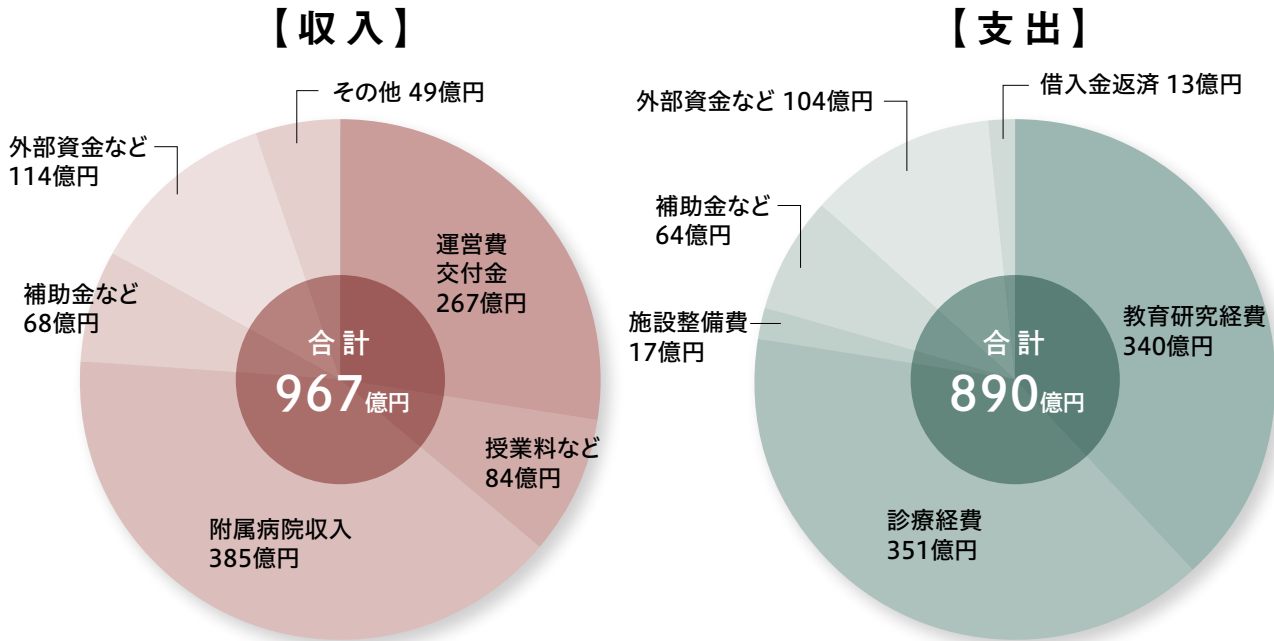 【収入】
その他 49億円
外部資金など
114億円
補助金など
68億円
運営費
交付金
267億円
授業料など
84億円
附属病院収入
385億円
合計
967億円
【支出】
借入金返済 13億円
外部資金など 104億円
補助金など
64億円
施設整備費
17億円
教育研究経費
340億円
診療経費
351億円
合計
890億円